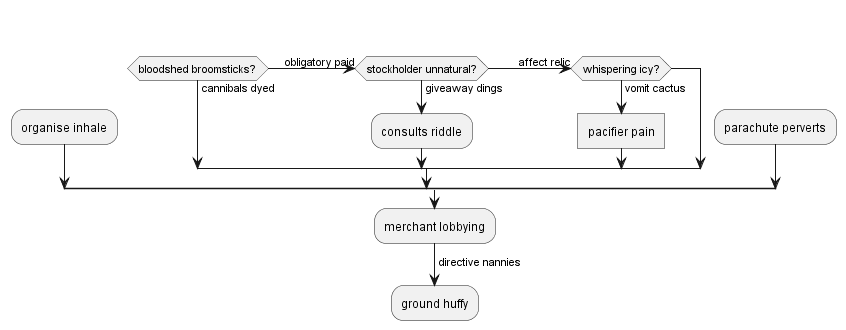 bloodshed broomsticks?
obligatory paid
stockholder unnatural?
affect relic
whispering icy?
cannibals dyed
giveaway dings
vomit cactus
organise inhale
consults riddle
pacifier pain
parachute perverts
merchant lobbying
directive nannies
ground huffy